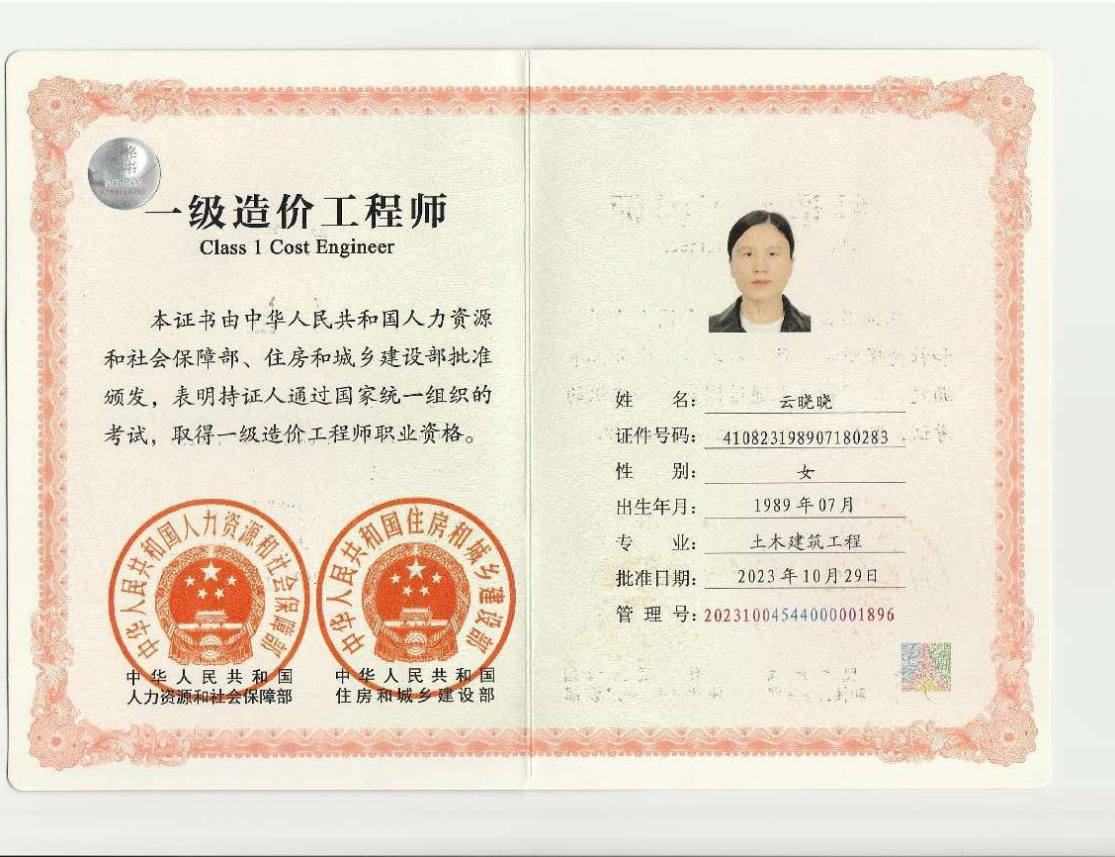 一级造价工程师
Class 1 Cost Engineer
本证书由中华人民共和国人力资源
和社会保障部、住房和城乡建设部批准
颁发，表明持证人通过国家统一组织的
考试，取得一级造价工程师职业资格。
中华人民共和国人力资源和社会保障部
中华人民共和国住房和城乡建设部
中华人民共和国
人力资源和社会保障部
中华人民共和国
住房和城乡建设部
姓 名：云晓晓
证件号码：410823198907180283
性 别：女
出生年月：1989年07月
专 业：土木建筑工程
批准日期：2023年10月29日
管 理 号：20231004544000001896